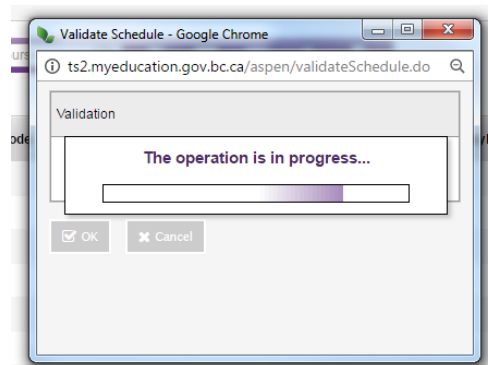 Validate Schedule - Google Chrome
ts2.myeducation.gov.bc.ca/aspen/validateSchedule.do
Validation
The operation is in progress...
OK Cancel